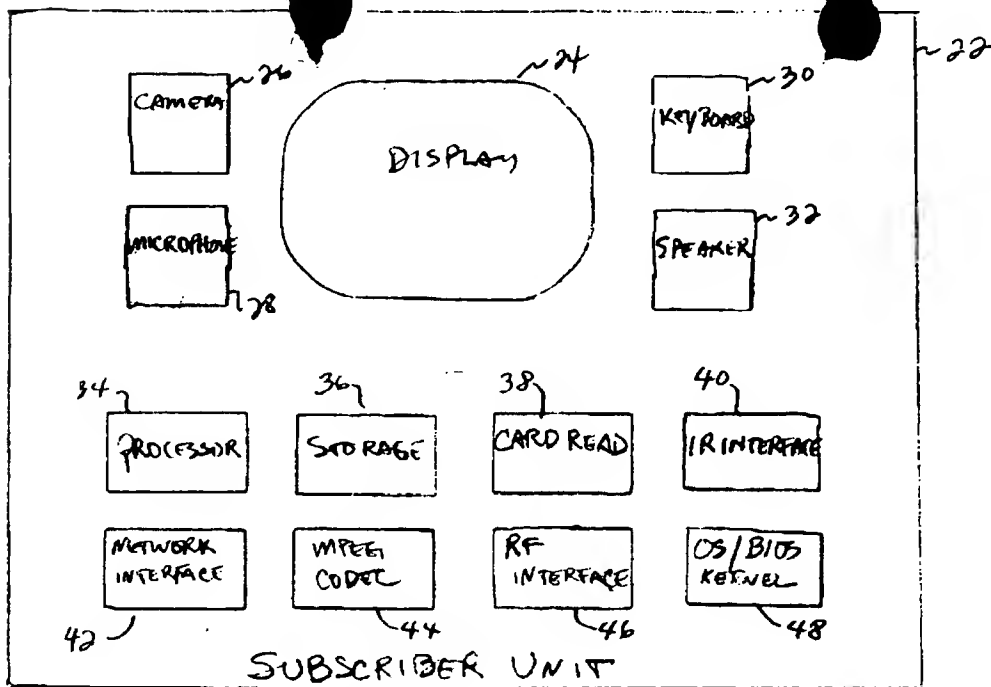 22
26
CAMERA
24
DISPLAY
30
KEYBOARD
MICROPHONE
28
32
SPEAKER
34
PROCESSOR
36
STORAGE
38
CARD READ
40
IR INTERFACE
NETWORK
INTERFACE
42
MPEG
CODEC
44
RF
INTERFACE
46
OS/BIOS
KERNEL
48
SUBSCRIBER UNIT